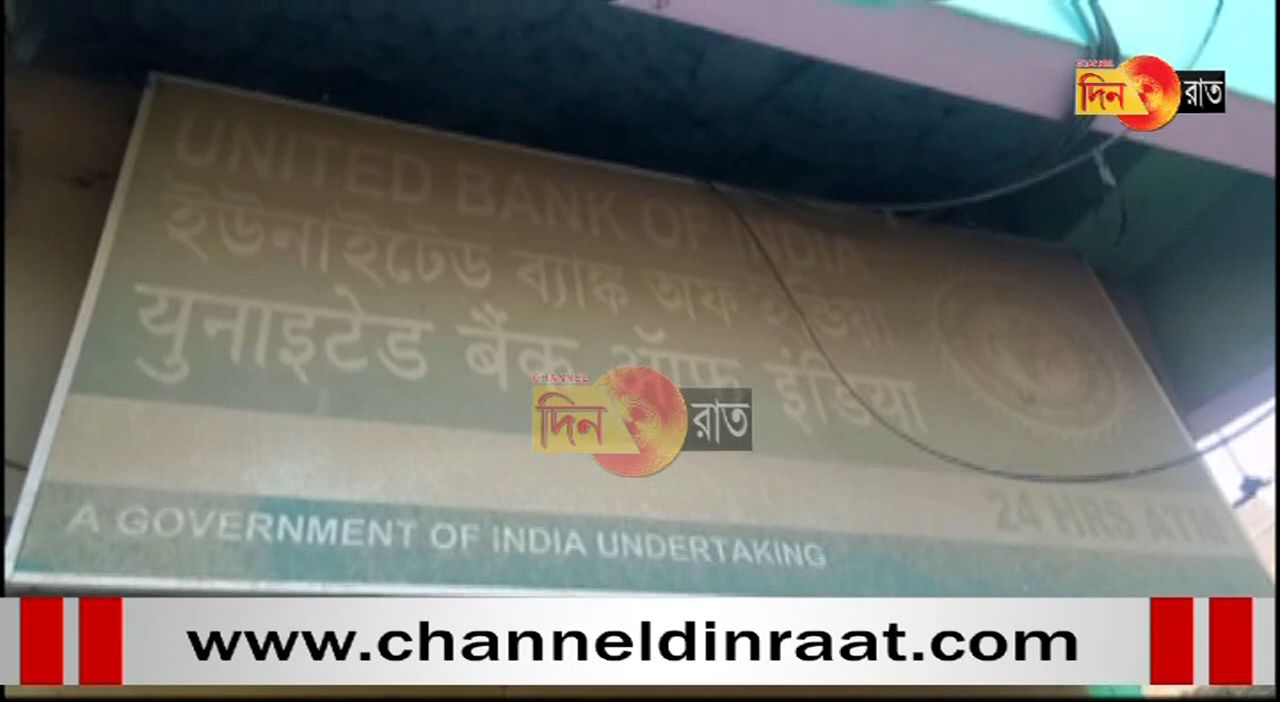 CHANNEL
দিন রাত
UNITED BANK OF INDIA
ইউনাইটেড ব্যাঙ্ক অফ ইন্ডিয়া
युनाइटेड बैंक ऑफ इंडिया
CHANNEL
দিন রাত
24 HRS ATM
A GOVERNMENT OF INDIA UNDERTAKING
www.channeldinraat.com